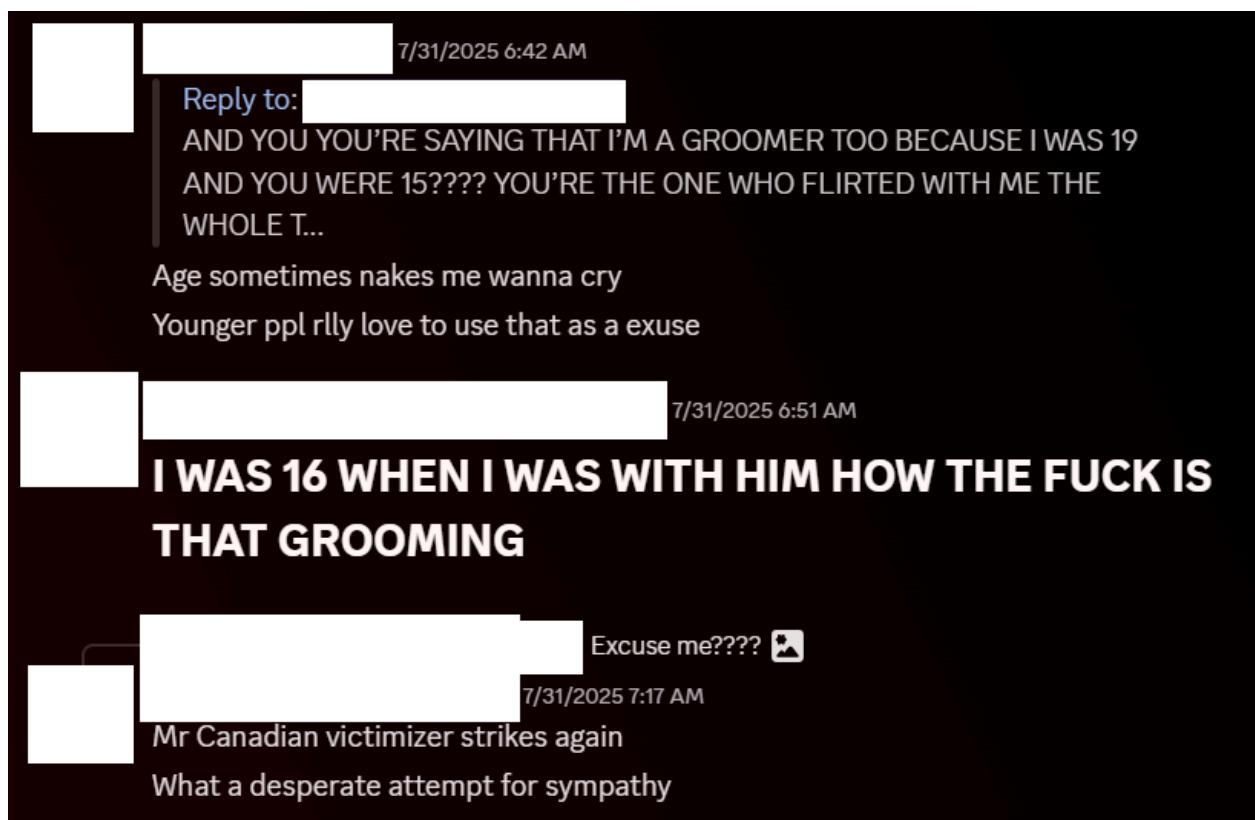 7/31/2025 6:42 AM
Reply to:
AND YOU YOU'RE SAYING THAT I'M A GROOMER TOO BECAUSE I WAS 19
AND YOU WERE 15???? YOU'RE THE ONE WHO FLIRTED WITH ME THE
WHOLE T...
Age sometimes nakes me wanna cry
Younger ppl rlly love to use that as a exuse
7/31/2025 6:51 AM
I WAS 16 WHEN I WAS WITH HIM HOW THE FUCK IS
THAT GROOMING
Excuse me????
7/31/2025 7:17 AM
Mr Canadian victimizer strikes again
What a desperate attempt for sympathy